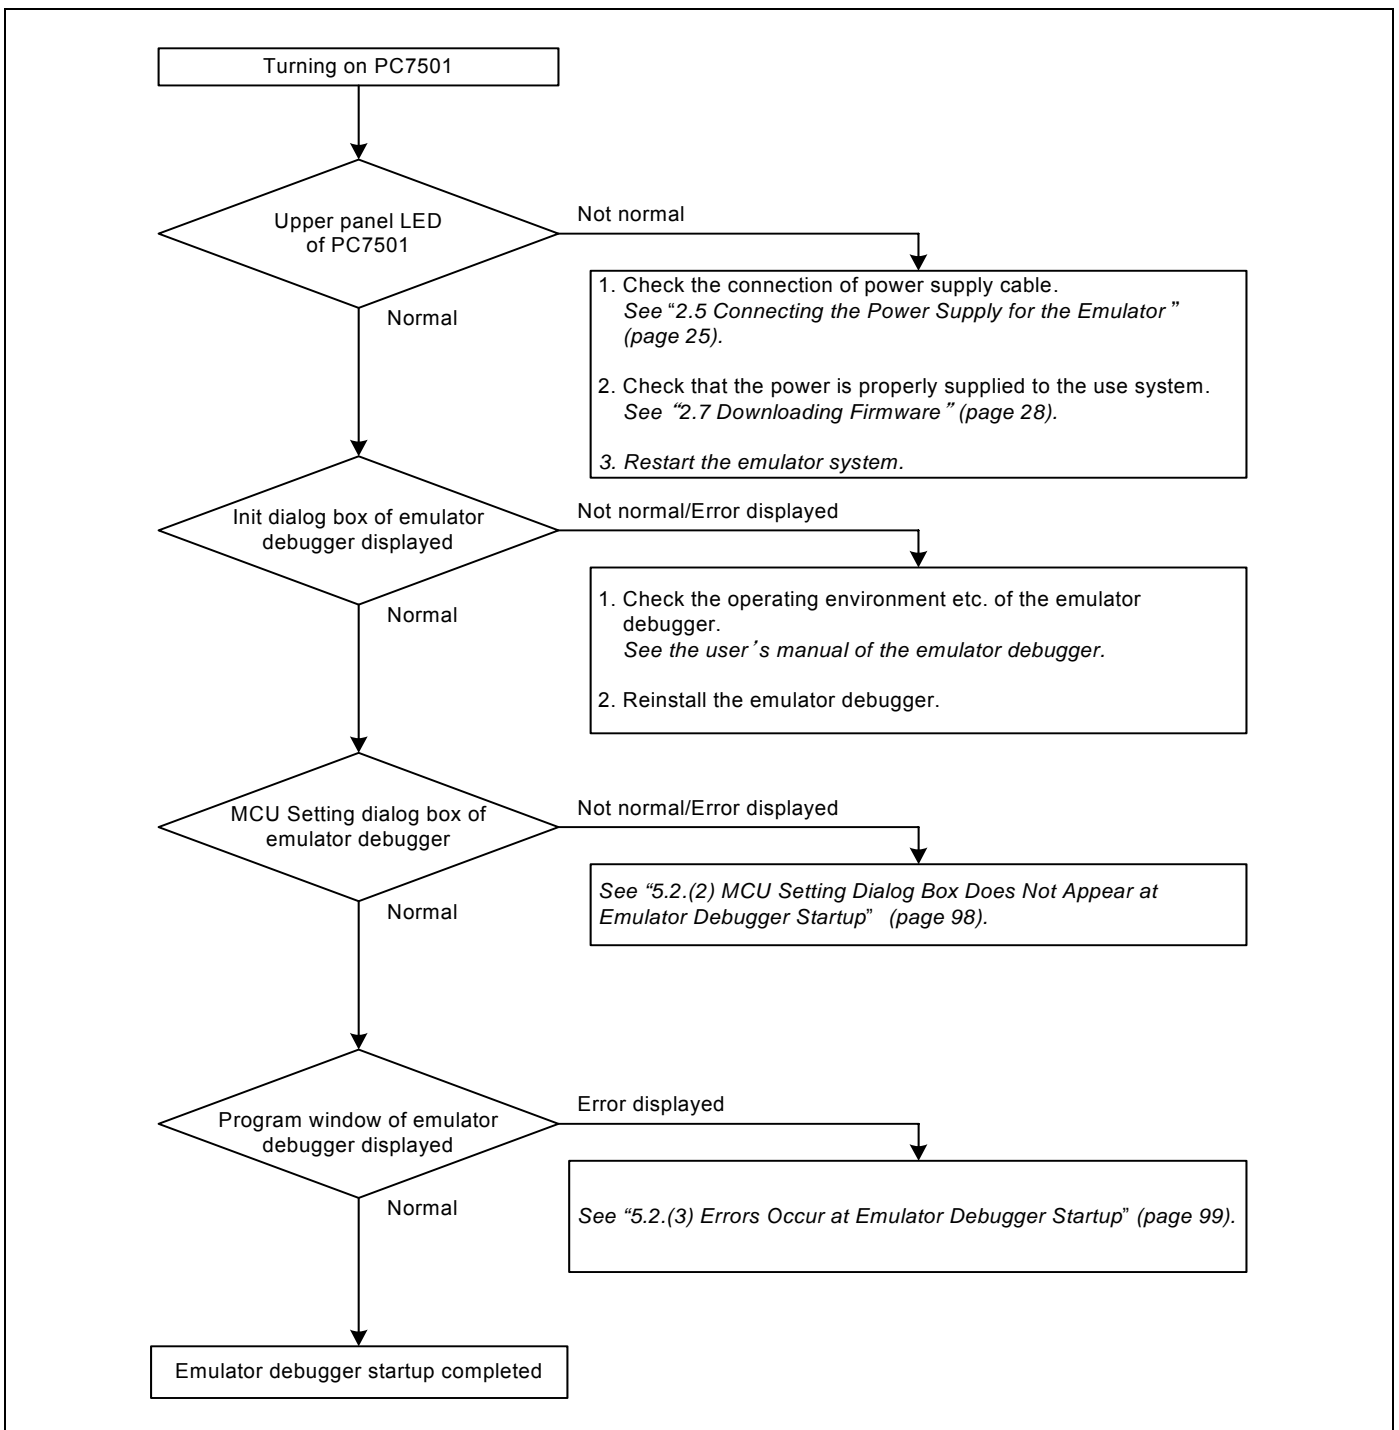 Turning on PC7501
Upper panel LED
of PC7501
Not normal
Normal
1. Check the connection of power supply cable.
See “2.5 Connecting the Power Supply for the Emulator”
(page 25).
2. Check that the power is properly supplied to the use system.
See “2.7 Downloading Firmware” (page 28).
3. Restart the emulator system.
Init dialog box of emulator
debugger displayed
Not normal/Error displayed
Normal
1. Check the operating environment etc. of the emulator
debugger.
See the user’s manual of the emulator debugger.
2. Reinstall the emulator debugger.
MCU Setting dialog box of
emulator debugger
Not normal/Error displayed
Normal
See “5.2.(2) MCU Setting Dialog Box Does Not Appear at
Emulator Debugger Startup” (page 98).
Program window of emulator
debugger displayed
Error displayed
Normal
See “5.2.(3) Errors Occur at Emulator Debugger Startup” (page 99).
Emulator debugger startup completed